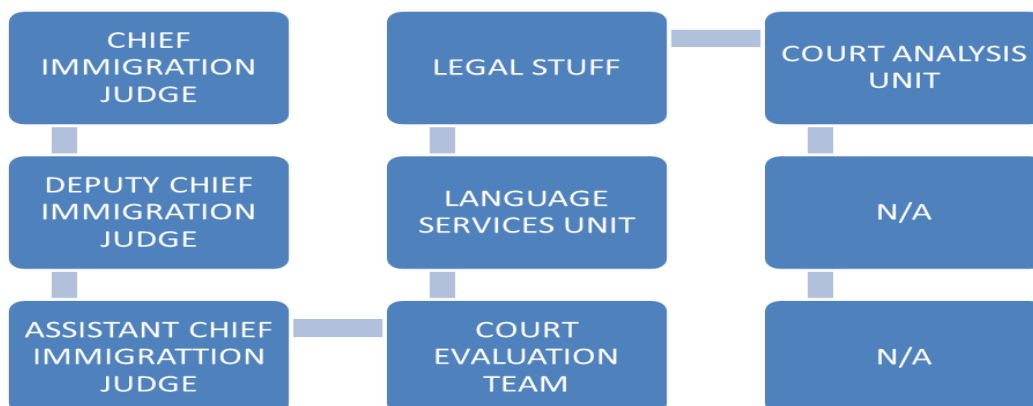 CHIEF
IMMIGRATION
JUDGE
DEPUTY CHIEF
IMMIGRATION
JUDGE
ASSISTANT CHIEF
IMMIGRATTION
JUDGE
COURT
EVALUATION
TEAM
LANGUAGE
SERVICES UNIT
LEGAL STUFF
COURT ANALYSIS
UNIT
N/A
N/A